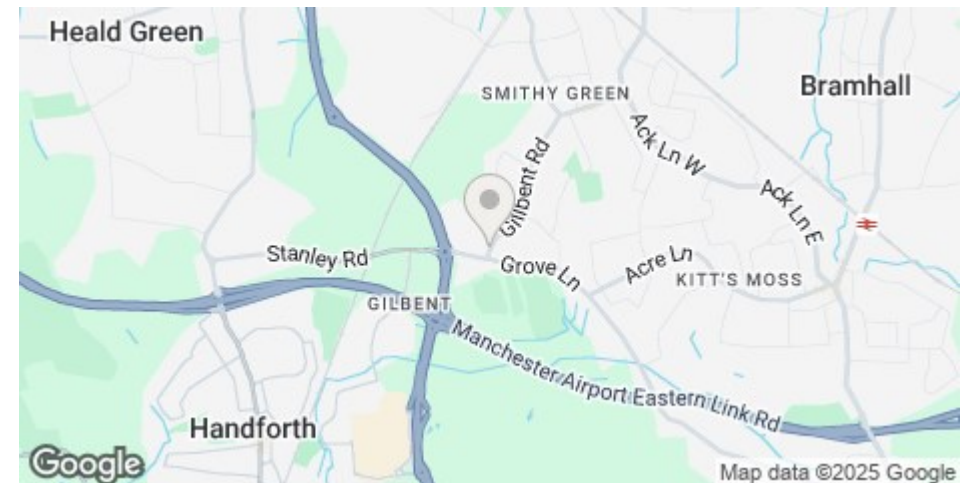 Heald Green
Bramhall
SMITHY GREEN
Gilbent Rd
Ack Ln W
Ack Ln E
Stanley Rd
Grove Ln
Acre Ln
KITT'S MOSS
GILBENT
Manchester Airport Eastern Link Rd
Handforth
Google
Map data ©2025 Google